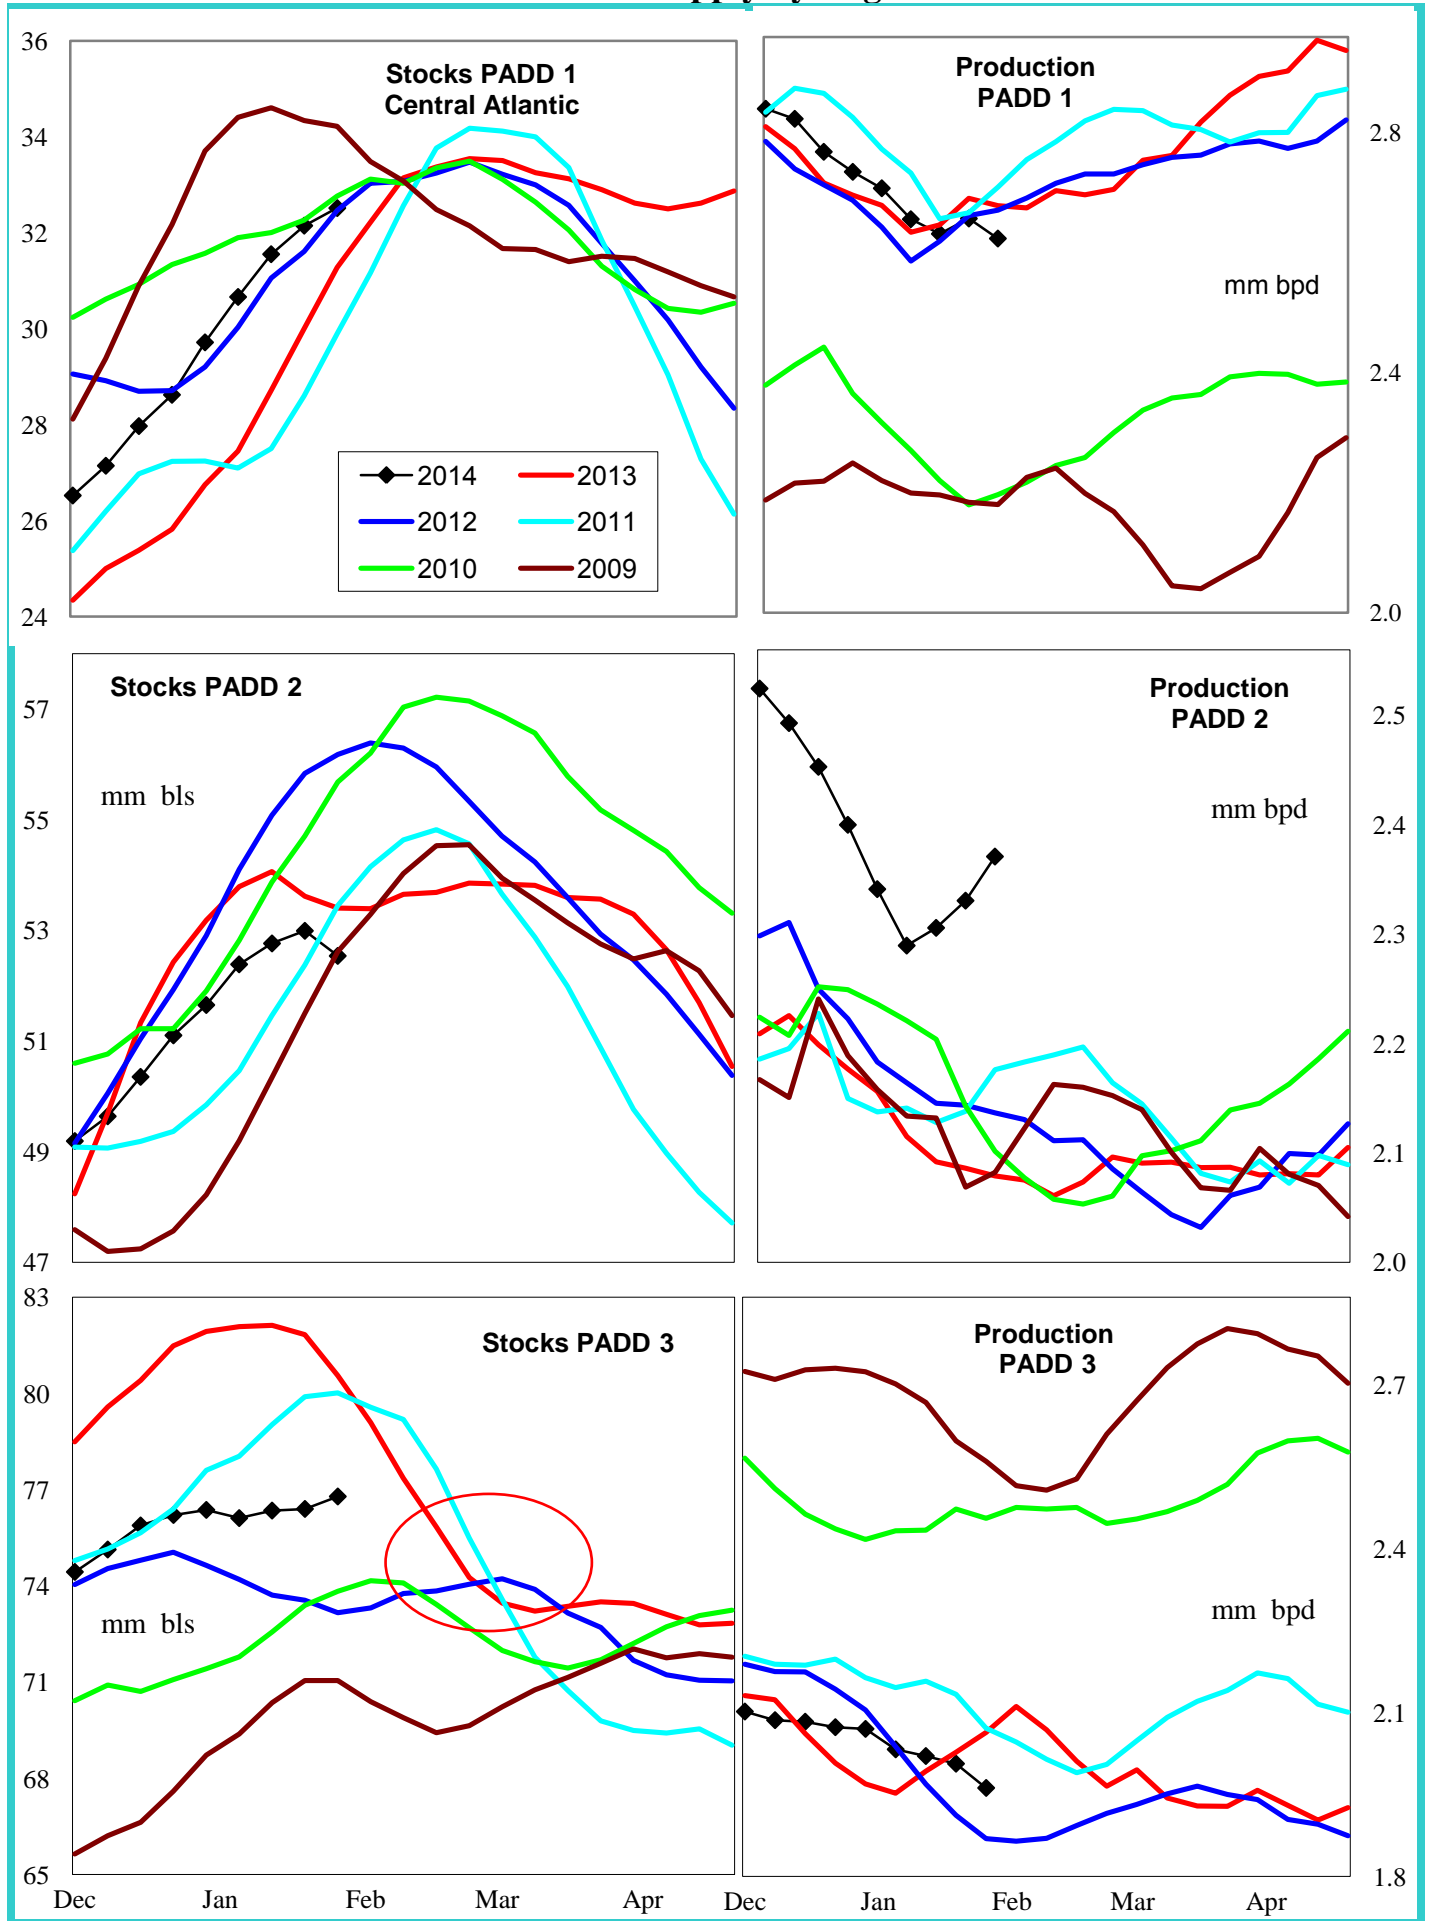 36
34
32
30
28
26
24
Stocks PADD 1
Central Atlantic
2014
2013
2012
2011
2010
2009
Production
PADD 1
mm bpd
2.8
2.4
2.0
57
55
53
51
49
47
Stocks PADD 2
mm bls
Production
PADD 2
mm bpd
2.5
2.4
2.3
2.2
2.1
2.0
83
80
77
74
71
68
65
Stocks PADD 3
mm bls
Dec Jan Feb Mar Apr
Production
PADD 3
mm bpd
2.7
2.4
2.1
1.8
Dec Jan Feb Mar Apr